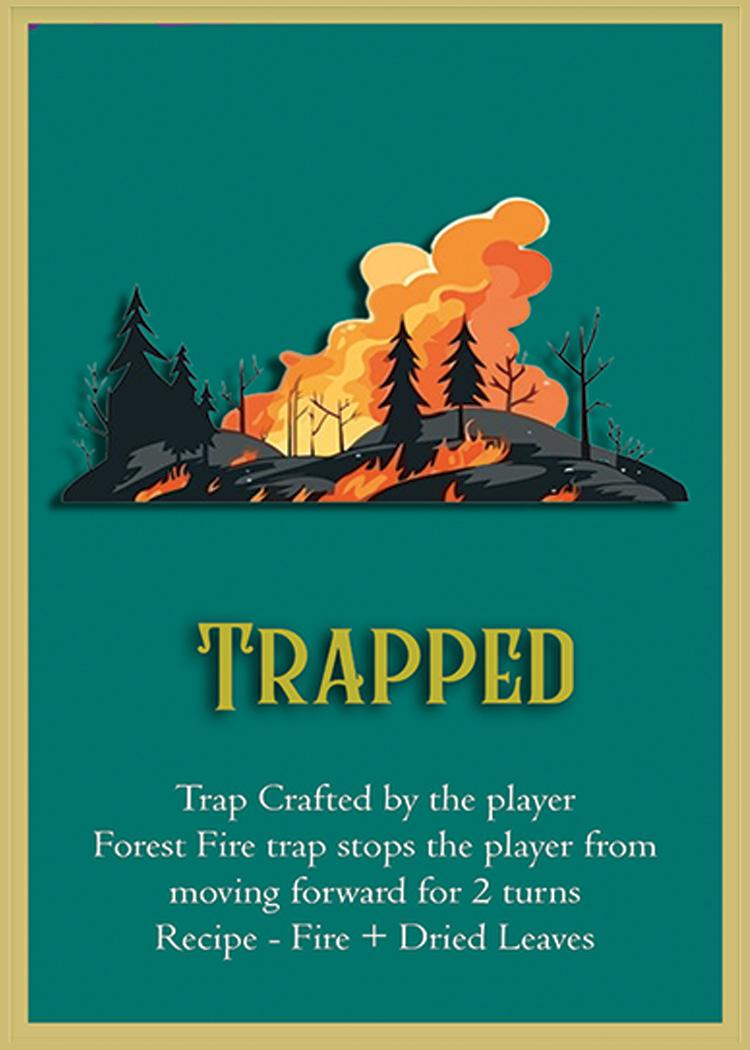 Trapped
Trap Crafted by the player
Forest Fire trap stops the player from
moving forward for 2 turns
Recipe - Fire + Dried Leaves